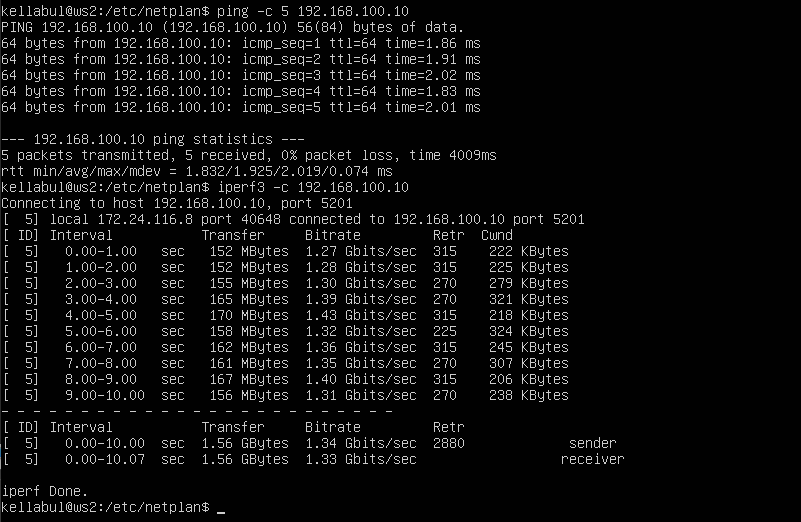 kellabul@ws2:/etc/netplan$ ping -c 5 192.168.100.10
PING 192.168.100.10 (192.168.100.10) 56(84) bytes of data.
64 bytes from 192.168.100.10: icmp_seq=1 ttl=64 time=1.86 ms
64 bytes from 192.168.100.10: icmp_seq=2 ttl=64 time=1.91 ms
64 bytes from 192.168.100.10: icmp_seq=3 ttl=64 time=2.02 ms
64 bytes from 192.168.100.10: icmp_seq=4 ttl=64 time=1.83 ms
64 bytes from 192.168.100.10: icmp_seq=5 ttl=64 time=2.01 ms

--- 192.168.100.10 ping statistics ---
5 packets transmitted, 5 received, 0% packet loss, time 4009ms
rtt min/avg/max/mdev = 1.832/1.925/2.019/0.074 ms
kellabul@ws2:/etc/netplan$ iperf3 -c 192.168.100.10
Connecting to host 192.168.100.10, port 5201
[  5] local 172.24.116.8 port 40648 connected to 192.168.100.10 port 5201
[ ID] Interval           Transfer     Bitrate         Retr  Cwnd
[  5]   0.00-1.00   sec   152 MBytes  1.27 Gbits/sec  315    222 KBytes
[  5]   1.00-2.00   sec   152 MBytes  1.28 Gbits/sec  315    225 KBytes
[  5]   2.00-3.00   sec   155 MBytes  1.30 Gbits/sec  270    279 KBytes
[  5]   3.00-4.00   sec   165 MBytes  1.39 Gbits/sec  270    321 KBytes
[  5]   4.00-5.00   sec   170 MBytes  1.43 Gbits/sec  315    218 KBytes
[  5]   5.00-6.00   sec   158 MBytes  1.32 Gbits/sec  225    324 KBytes
[  5]   6.00-7.00   sec   162 MBytes  1.36 Gbits/sec  315    245 KBytes
[  5]   7.00-8.00   sec   161 MBytes  1.35 Gbits/sec  270    307 KBytes
[  5]   8.00-9.00   sec   167 MBytes  1.40 Gbits/sec  315    206 KBytes
[  5]   9.00-10.00  sec   156 MBytes  1.31 Gbits/sec  270    238 KBytes
- - - - - - - - - - - - - - - - - - - - - - - - -
[ ID] Interval           Transfer     Bitrate         Retr
[  5]   0.00-10.00  sec  1.56 GBytes  1.34 Gbits/sec  2880             sender
[  5]   0.00-10.07  sec  1.56 GBytes  1.33 Gbits/sec                  receiver

iperf Done.
kellabul@ws2:/etc/netplan$ _